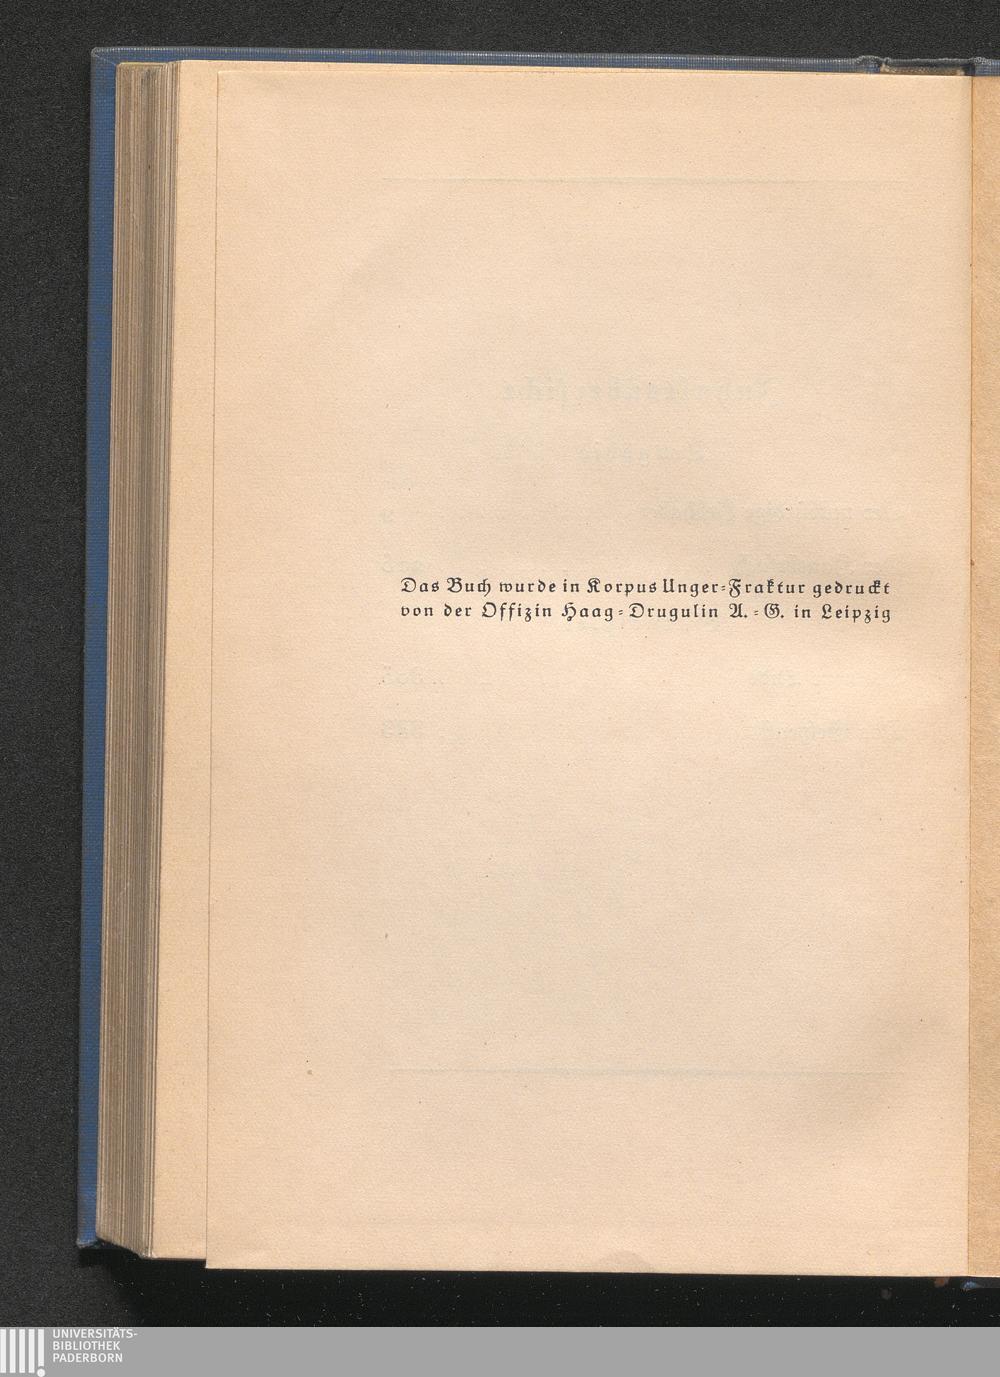 Das Buch wurde in Korpus Unger-Fraktur gedruckt
von der Offizin Haag-Drugulin A.-G. in Leipzig
UNIVERSITÄTS-
BIBLIOTHEK
PADERBORN